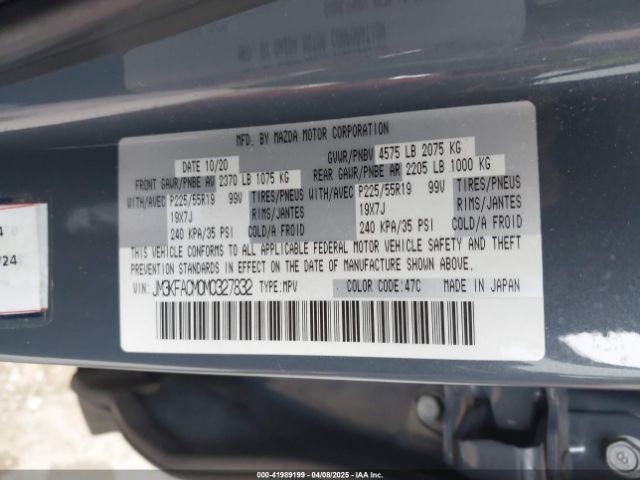 MFD. BY MAZDA MOTOR CORPORATION
DATE 10/20 GVWR/PNBV 4575 LB 2075 KG
FRONT GAWR/PNBE AV 2370 LB 1075 KG REAR GAWR/PNBE AR 2205 LB 1000 KG
WITH/AVEC P225/55R19 99V TIRES/PNEUS WITH/AVEC P225/55R19 99V TIRES/PNEUS
19X7J RIMS/JANTES 19X7J RIMS/JANTES
240 KPA/35 PSI COLD/A FROID 240 KPA/35 PSI COLD/A FROID
THIS VEHICLE CONFORMS TO ALL APPLICABLE FEDERAL MOTOR VEHICLE SAFETY AND THEFT
PREVENTION STANDARDS IN EFFECT ON THE DATE OF MANUFACTURE SHOWN ABOVE.
VIN: JM3KFACM0M0327832 TYPE:MPV COLOR CODE:47C MADE IN JAPAN
/24
000-41989199 - 04/08/2025 - IAA Inc.